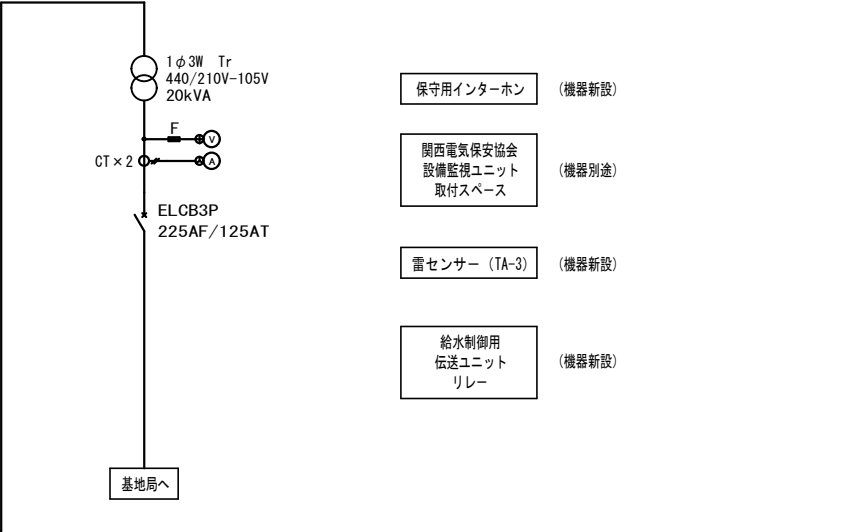 1φ3W Tr
440/210V-105V
20kVA
F
V
CT×2
A
ELCB3P
225AF/125AT
基地局へ
保守用インターホン (機器新設)
関西電気保安協会
設備監視ユニット (機器別途)
取付スペース
雷センサー (TA-3) (機器新設)
給水制御用
伝送ユニット (機器新設)
リレー